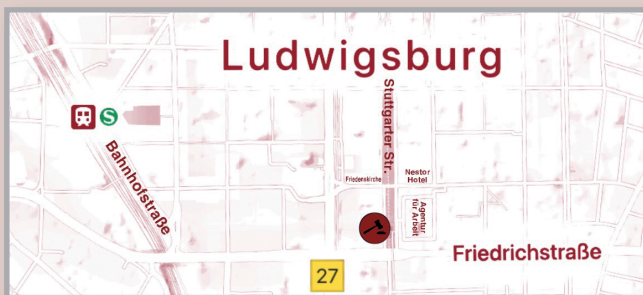 Ludwigsburg
Stuttgarter Str.
S
Bahnhofstraße
Friedenskirche
Nestor
Hotel
Agentur
für Arbeit
Friedrichstraße
27